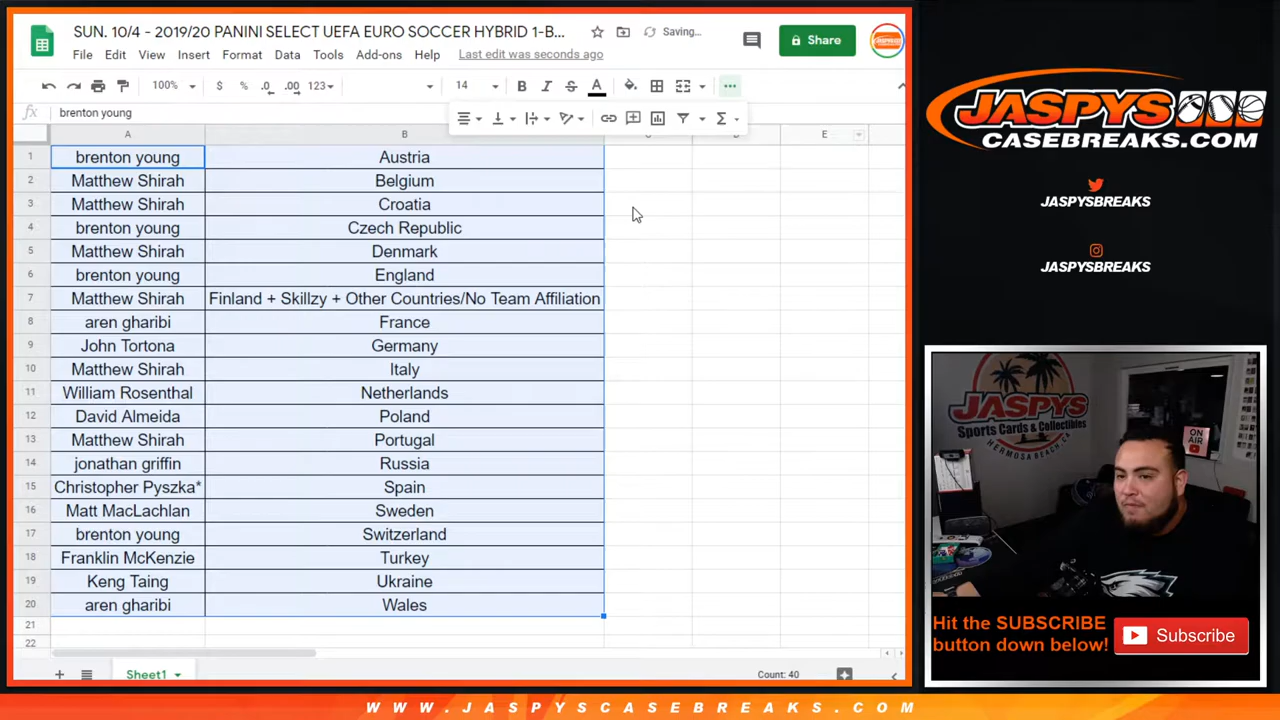 SUN. 10/4 - 2019/20 PANINI SELECT UEFA EURO SOCCER HYBRID 1-B...
Saving...
Share
File Edit View Insert Format Data Tools Add-ons Help Last edit was seconds ago
100% $ % .0 .00 123 14 B I S A
fx brenton young
A B C D E
1 brenton young Austria
2 Matthew Shirah Belgium
3 Matthew Shirah Croatia
4 brenton young Czech Republic
5 Matthew Shirah Denmark
6 brenton young England
7 Matthew Shirah Finland + Skillzy + Other Countries/No Team Affiliation
8 aren gharibi France
9 John Tortona Germany
10 Matthew Shirah Italy
11 William Rosenthal Netherlands
12 David Almeida Poland
13 Matthew Shirah Portugal
14 jonathan griffin Russia
15 Christopher Pyszka* Spain
16 Matt MacLachlan Sweden
17 brenton young Switzerland
18 Franklin McKenzie Turkey
19 Keng Taing Ukraine
20 aren gharibi Wales
21
22
Sheet1
Count: 40
JASPYS
CASEBREAKS.COM
JASPYSBREAKS
JASPYSBREAKS
JASPYS
Sports Cards & Collectibles
HERMOSA BEACH, CA
ON
AIR
Hit the SUBSCRIBE
button down below!
Subscribe
WWW.JASPYSCASEBREAKS.COM